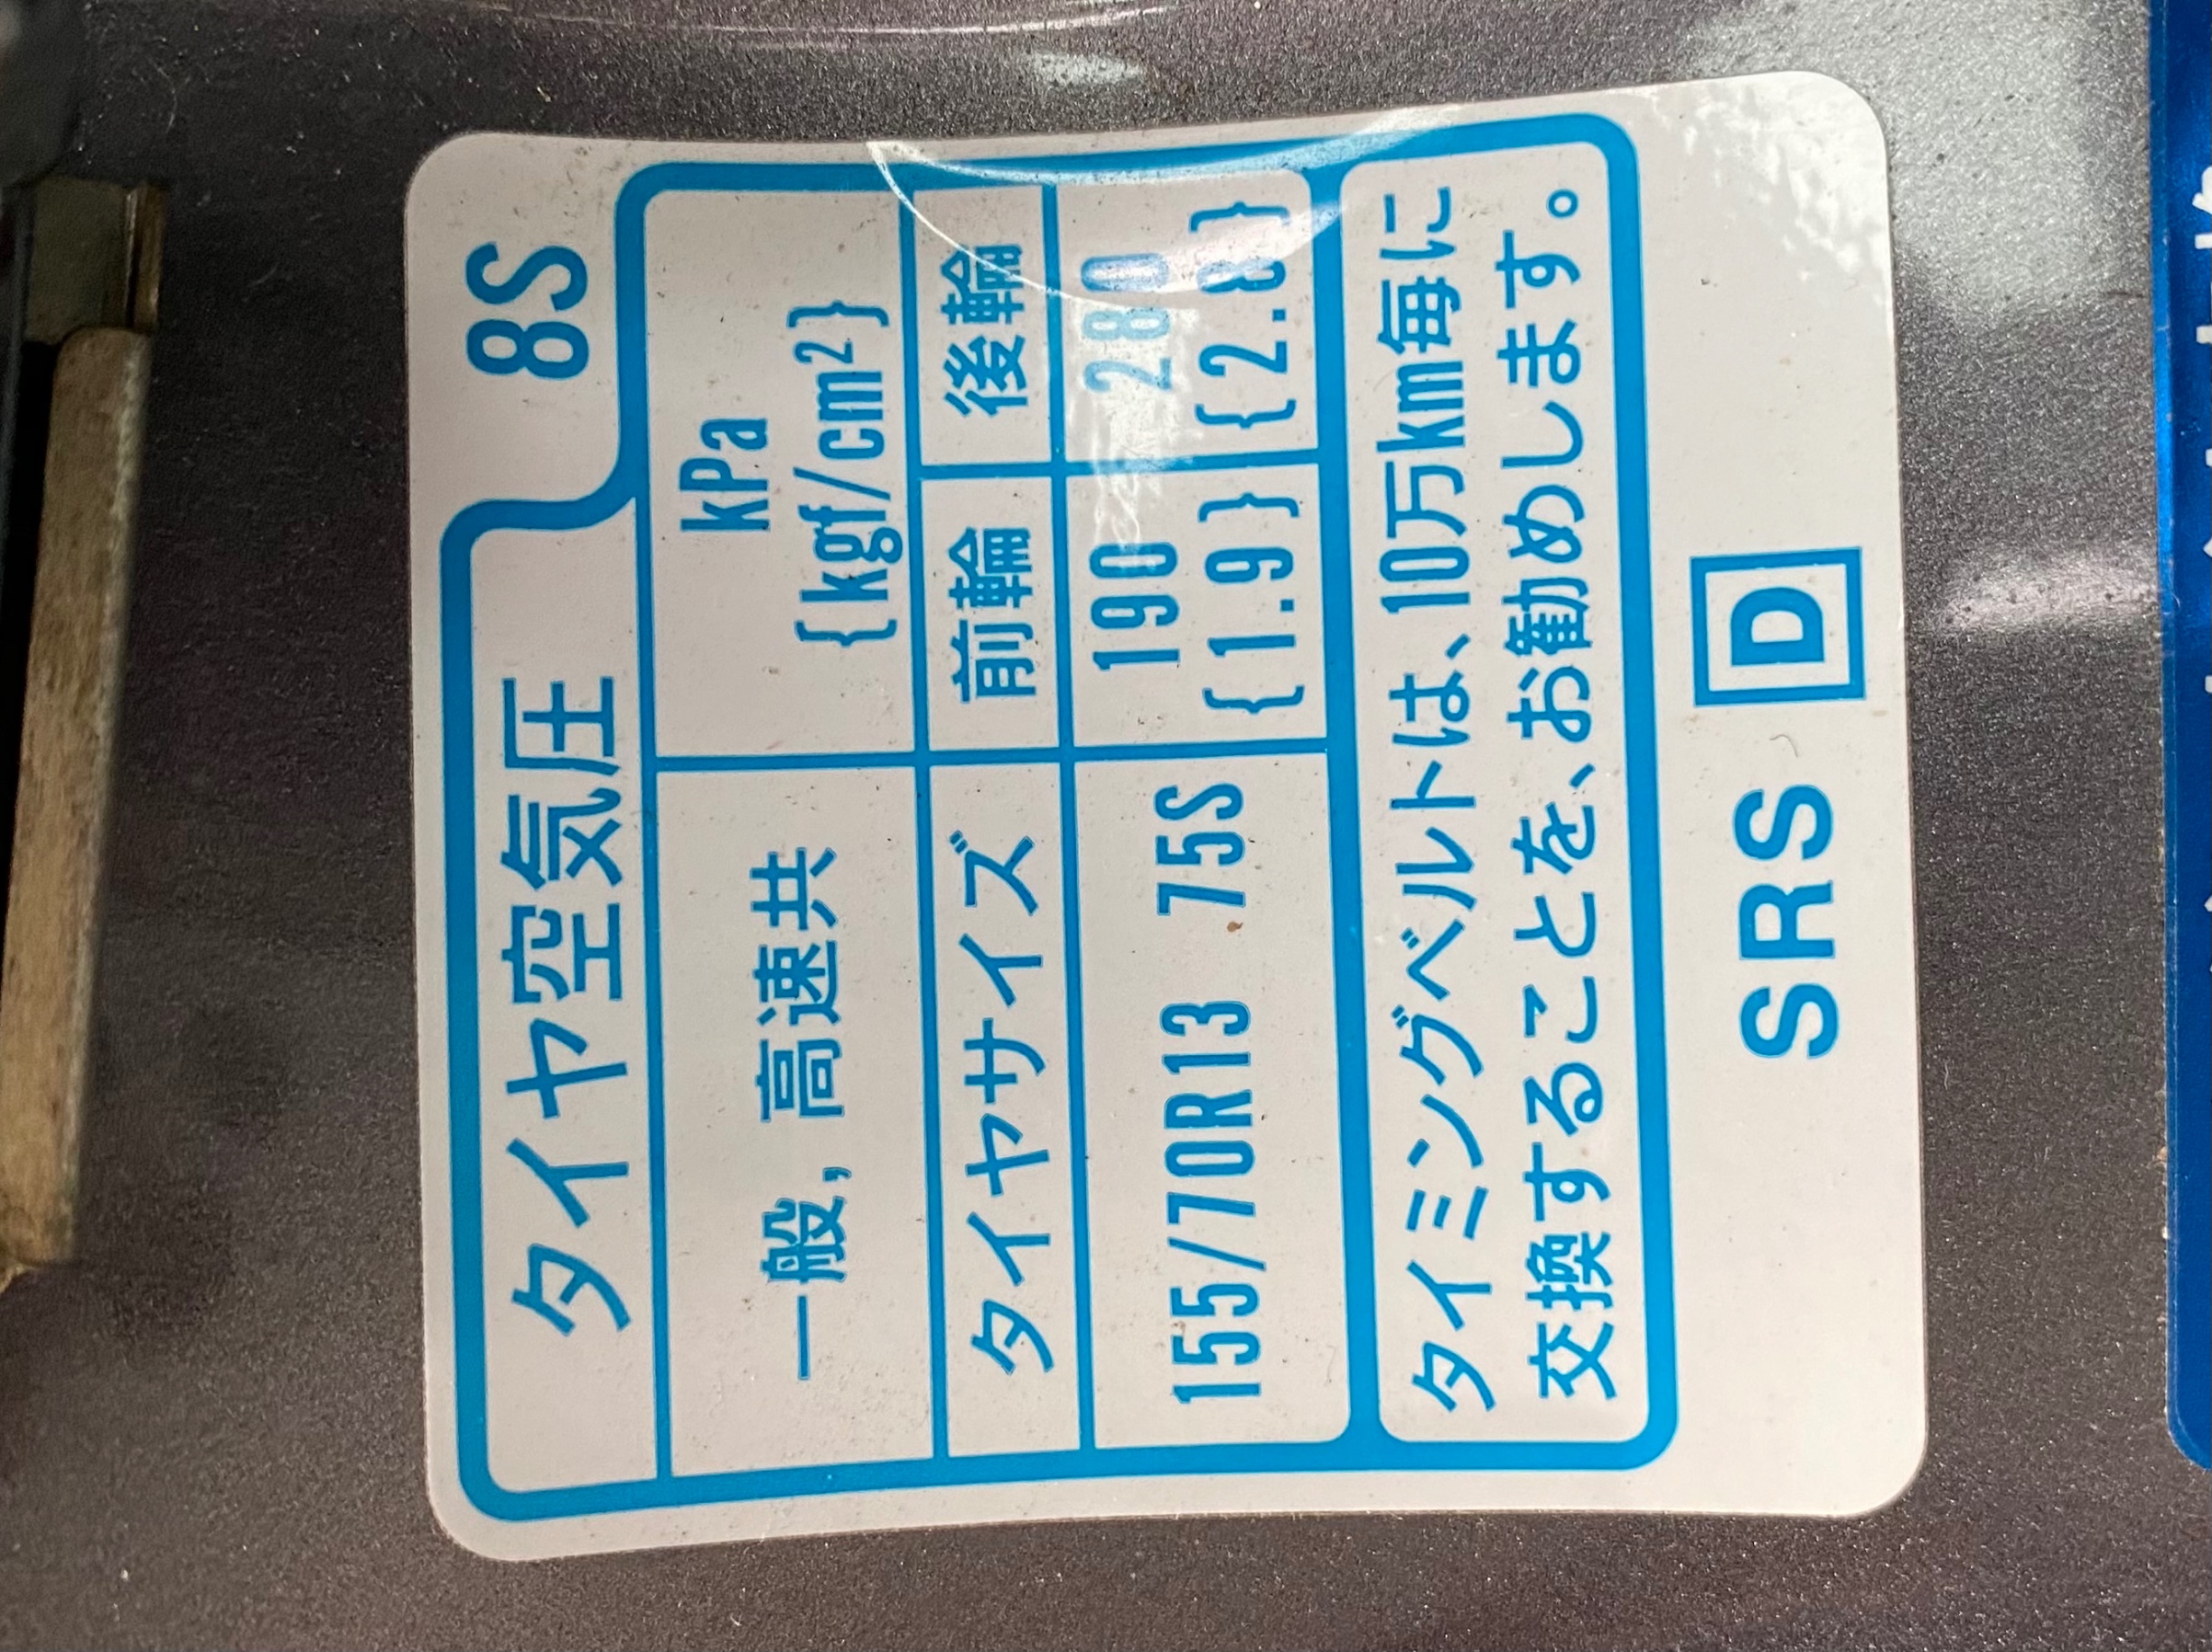 8S
タイヤ空気圧
一般,高速共 kPa
{kgf/cm²}
タイヤサイズ 前輪 後輪
155/70R13 75S 190 280
{1.9} {2.8}
タイミングベルトは、10万km毎に
交換することを、お勧めします。
SRS D